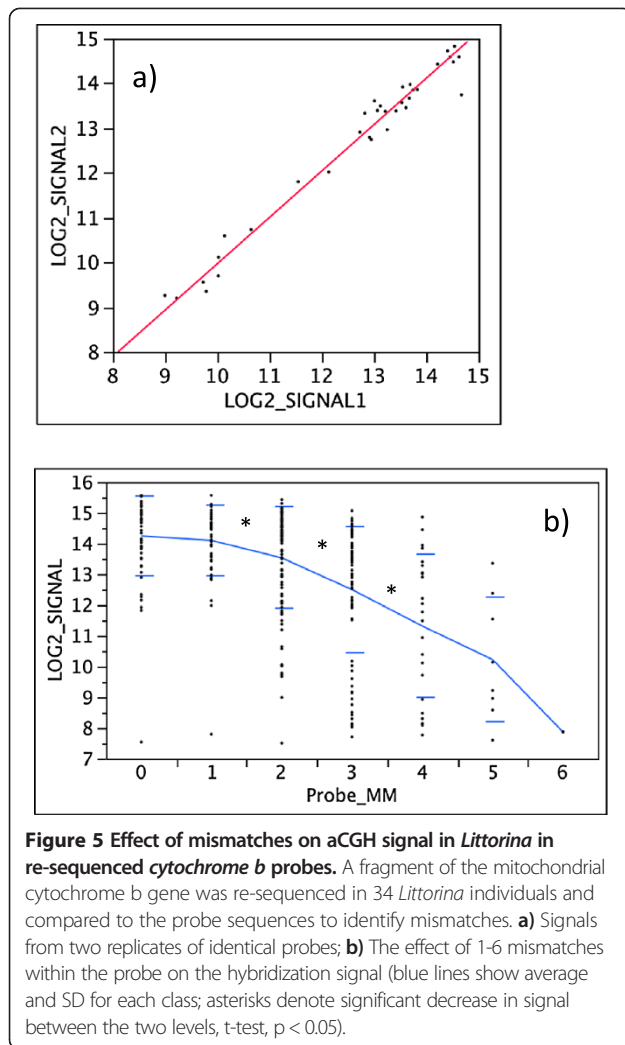 15
14
13
12
11
10
9
8
LOG2_SIGNAL2
a)
8 9 10 11 12 13 14 15
LOG2_SIGNAL1
16
15
14
13
12
11
10
9
8
7
LOG2_SIGNAL
* * *
b)
0 1 2 3 4 5 6
Probe_MM
Figure 5 Effect of mismatches on aCGH signal in Littorina in
re-sequenced cytochrome b probes. A fragment of the mitochondrial
cytochrome b gene was re-sequenced in 34 Littorina individuals and
compared to the probe sequences to identify mismatches. a) Signals
from two replicates of identical probes; b) The effect of 1-6 mismatches
within the probe on the hybridization signal (blue lines show average
and SD for each class; asterisks denote significant decrease in signal
between the two levels, t-test, p < 0.05).